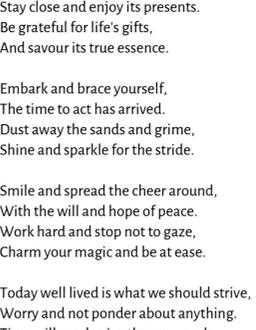 Stay close and enjoy its presents.
Be grateful for life's gifts,
And savour its true essence.
Embark and brace yourself,
The time to act has arrived.
Dust away the sands and grime,
Shine and sparkle for the stride.
Smile and spread the cheer around,
With the will and hope of peace.
Work hard and stop not to gaze,
Charm your magic and be at ease.
Today well lived is what we should strive,
Worry and not ponder about anything.